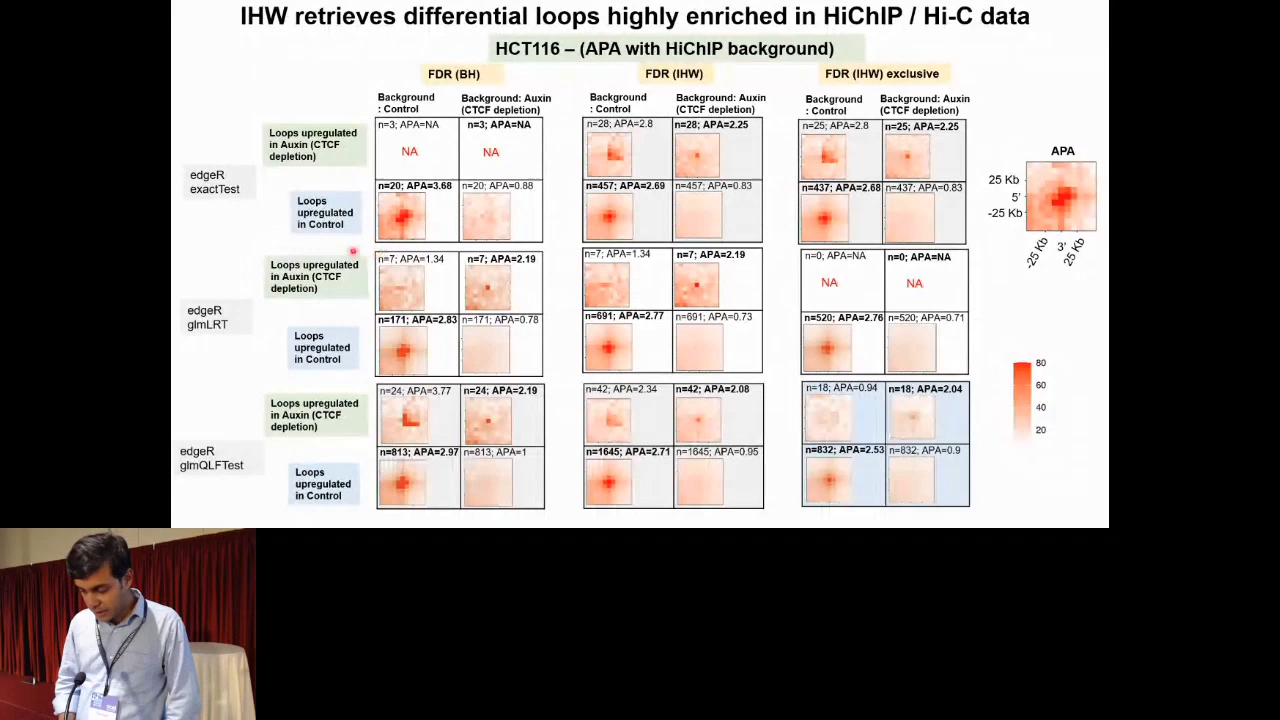 IHW retrieves differential loops highly enriched in HiChIP / Hi-C data
HCT116 – (APA with HiChIP background)
FDR (BH)
FDR (IHW)
FDR (IHW) exclusive
Background
: Control
Background: Auxin
(CTCF depletion)
Background
: Control
Background: Auxin
(CTCF depletion)
Background
: Control
Background: Auxin
(CTCF depletion)
edgeR
exactTest
Loops upregulated
in Auxin (CTCF
depletion)
n=3; APA=NA
n=3; APA=NA
n=28; APA=2.8
n=28; APA=2.25
n=25; APA=2.8
n=25; APA=2.25
NA
NA
Loops
upregulated
in Control
n=20; APA=3.68
n=20; APA=0.88
n=457; APA=2.69
n=457; APA=0.83
n=437; APA=2.68
n=437; APA=0.83
edgeR
glmLRT
Loops upregulated
in Auxin (CTCF
depletion)
n=7; APA=1.34
n=7; APA=2.19
n=7; APA=1.34
n=7; APA=2.19
n=0; APA=NA
n=0; APA=NA
NA
NA
Loops
upregulated
in Control
n=171; APA=2.83
n=171; APA=0.78
n=691; APA=2.77
n=691; APA=0.73
n=520; APA=2.76
n=520; APA=0.71
edgeR
glmQLFTest
Loops upregulated
in Auxin (CTCF
depletion)
n=24; APA=3.77
n=24; APA=2.19
n=42; APA=2.34
n=42; APA=2.08
n=18; APA=0.94
n=18; APA=2.04
Loops
upregulated
in Control
n=813; APA=2.97
n=813; APA=1
n=1645; APA=2.71
n=1645; APA=0.95
n=832; APA=2.53
n=832; APA=0.9
APA
25 Kb
5'
-25 Kb
-25 Kb
3'
25 Kb
80
60
40
20